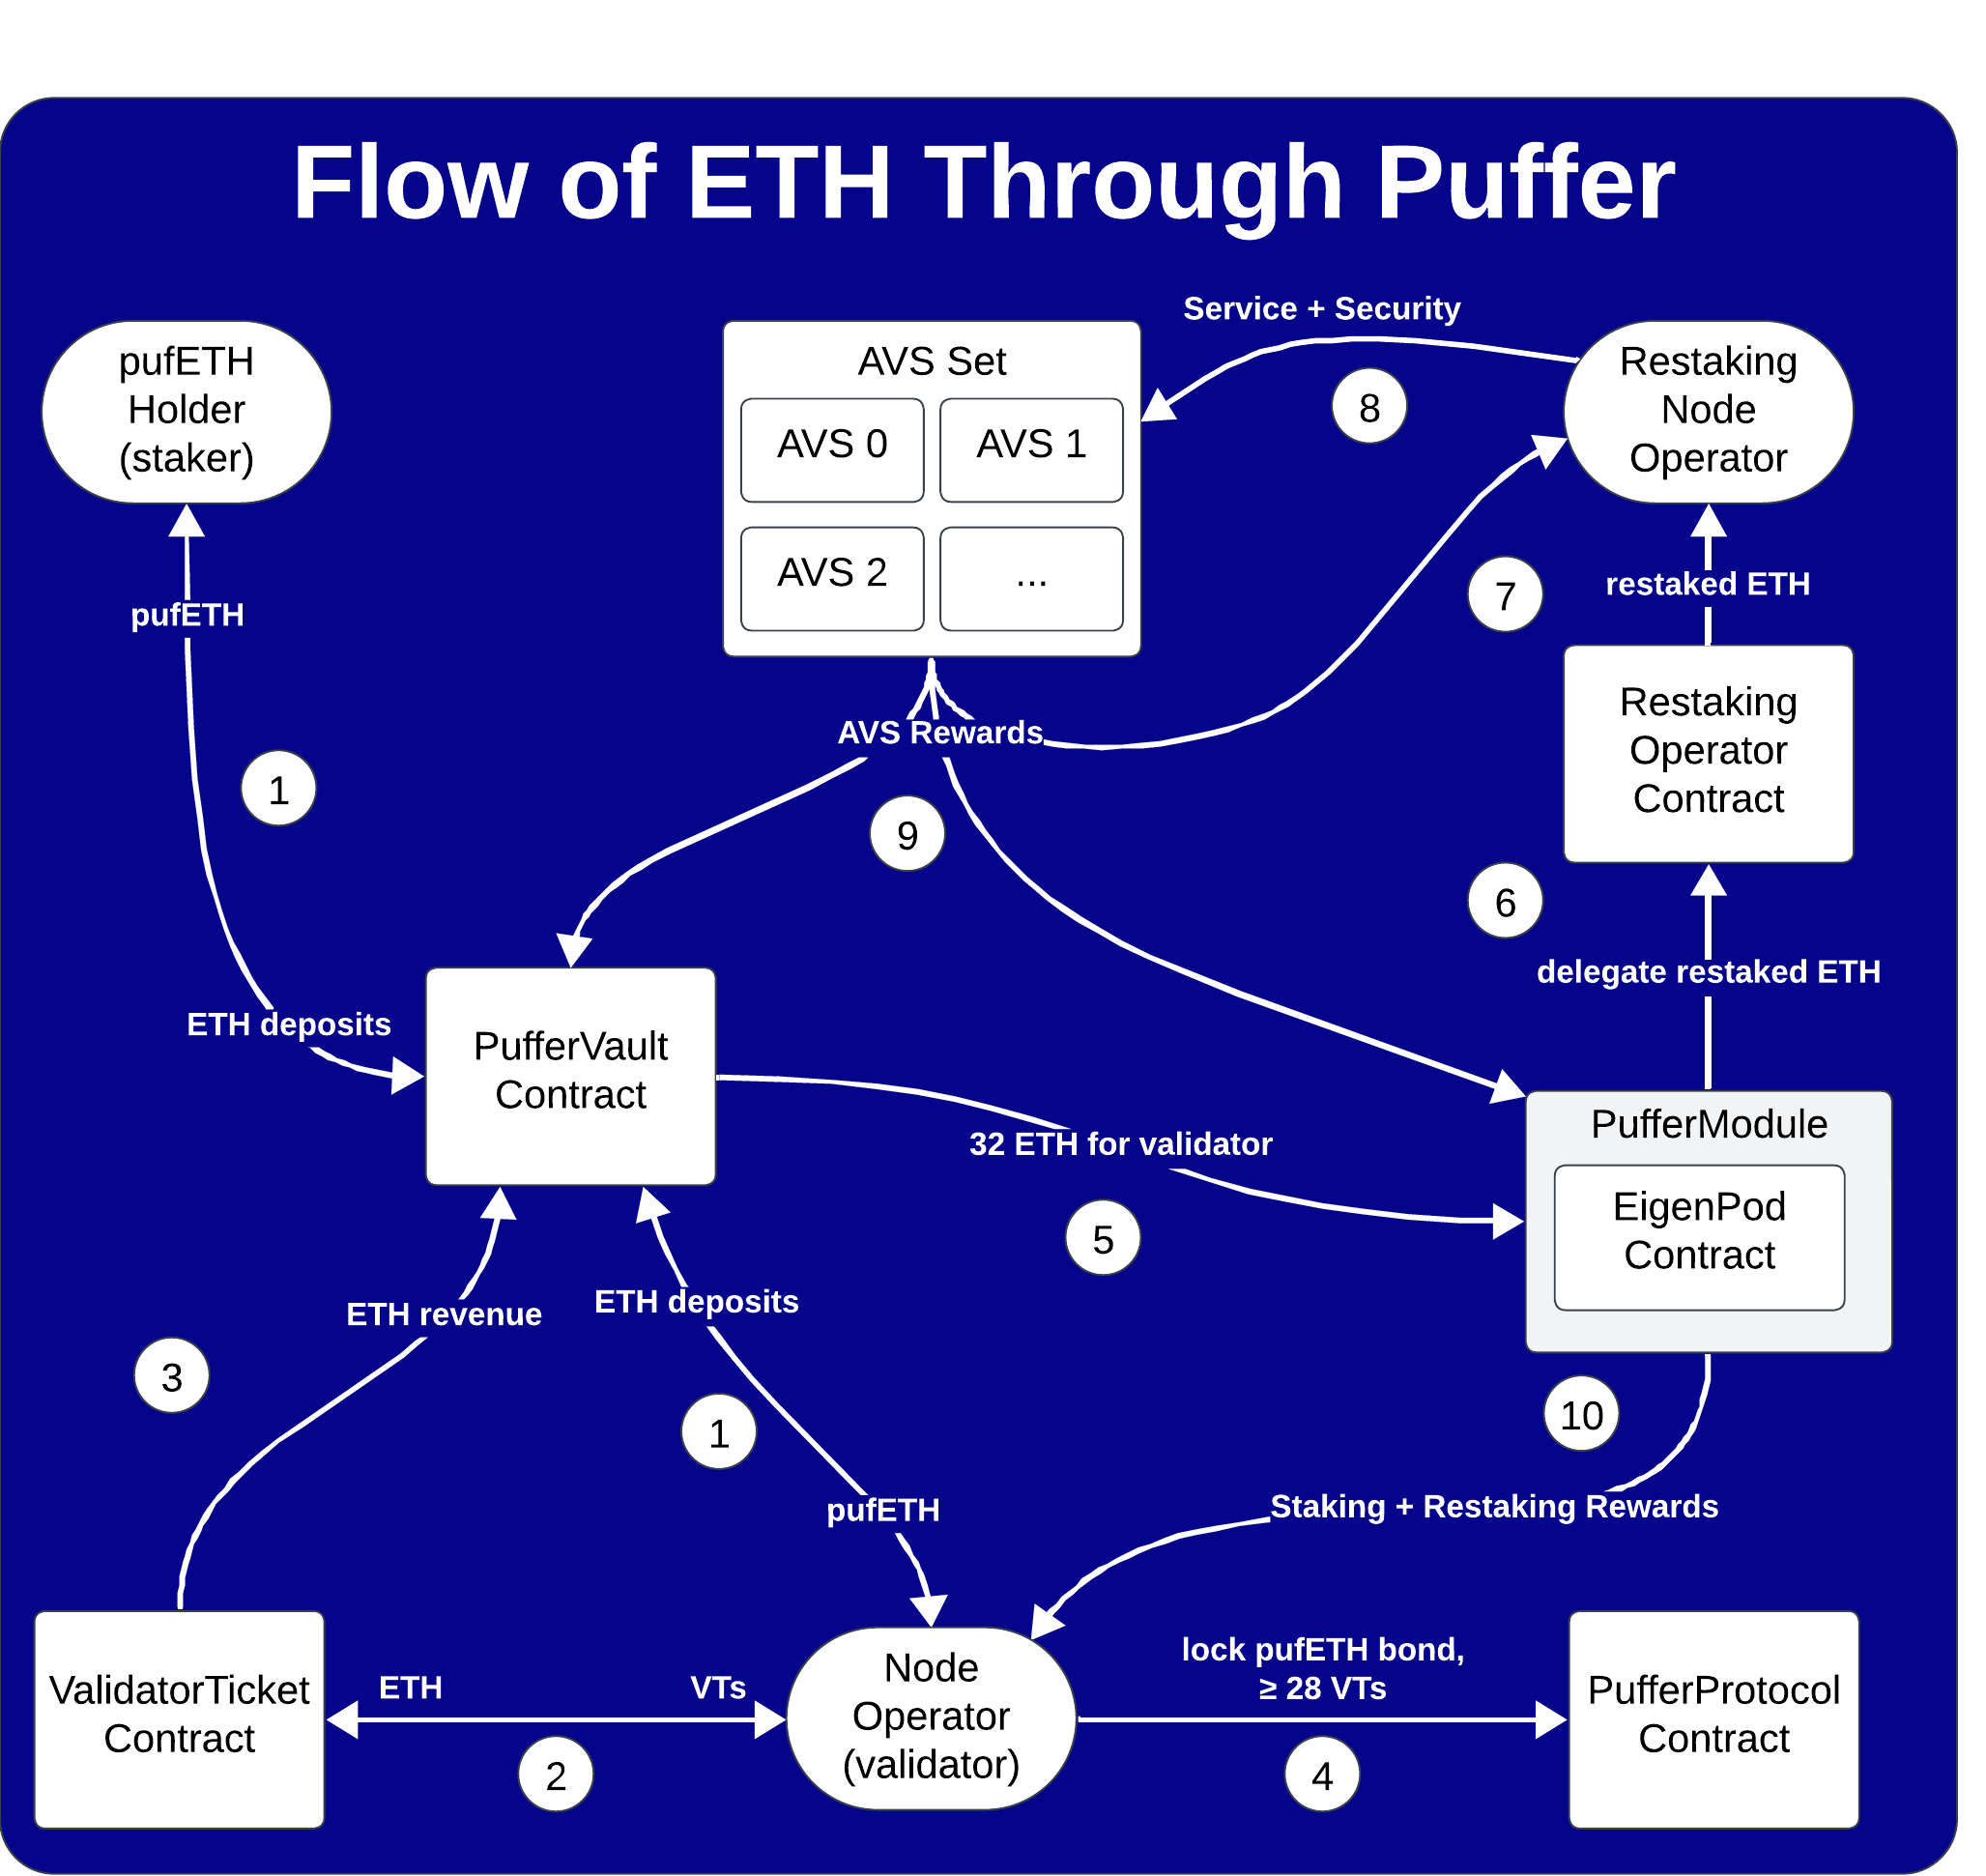 Flow of ETH Through Puffer
pufETH
Holder
(staker)
AVS Set
AVS 0
AVS 1
AVS 2
...
Service + Security
8
Restaking
Node
Operator
pufETH
7
restaked ETH
Restaking
Operator
Contract
AVS Rewards
1
9
6
delegate restaked ETH
ETH deposits
PufferVault
Contract
32 ETH for validator
5
PufferModule
EigenPod
Contract
ETH revenue
ETH deposits
3
1
10
pufETH
Staking + Restaking Rewards
ValidatorTicket
Contract
ETH
VTs
2
Node
Operator
(validator)
lock pufETH bond,
≥ 28 VTs
4
PufferProtocol
Contract